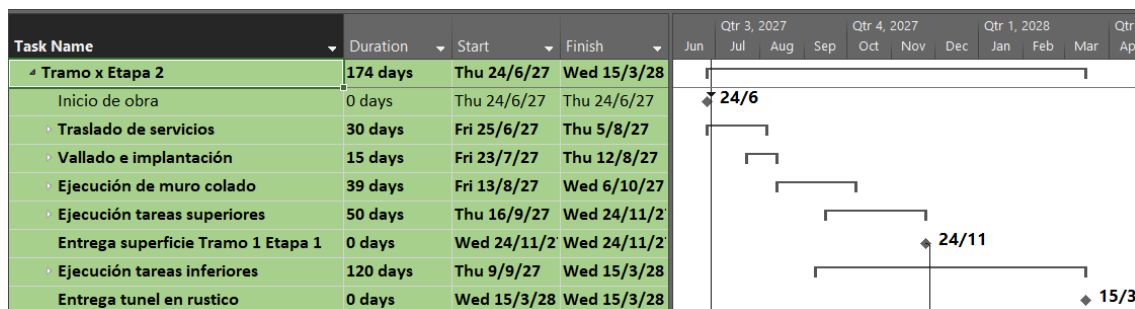 Qtr 3, 2027 Qtr 4, 2027 Qtr 1, 2028 Qtr
Task Name Duration Start Finish Jun Jul Aug Sep Oct Nov Dec Jan Feb Mar Ap
Tramo x Etapa 2 174 days Thu 24/6/27 Wed 15/3/28
Inicio de obra 0 days Thu 24/6/27 Thu 24/6/27 24/6
Traslado de servicios 30 days Fri 25/6/27 Thu 5/8/27
Vallado e implantación 15 days Fri 23/7/27 Thu 12/8/27
Ejecución de muro colado 39 days Fri 13/8/27 Wed 6/10/27
Ejecución tareas superiores 50 days Thu 16/9/27 Wed 24/11/2
Entrega superficie Tramo 1 Etapa 1 0 days Wed 24/11/2 Wed 24/11/2 24/11
Ejecución tareas inferiores 120 days Thu 9/9/27 Wed 15/3/28
Entrega tunel en rustico 0 days Wed 15/3/28 Wed 15/3/28 15/3